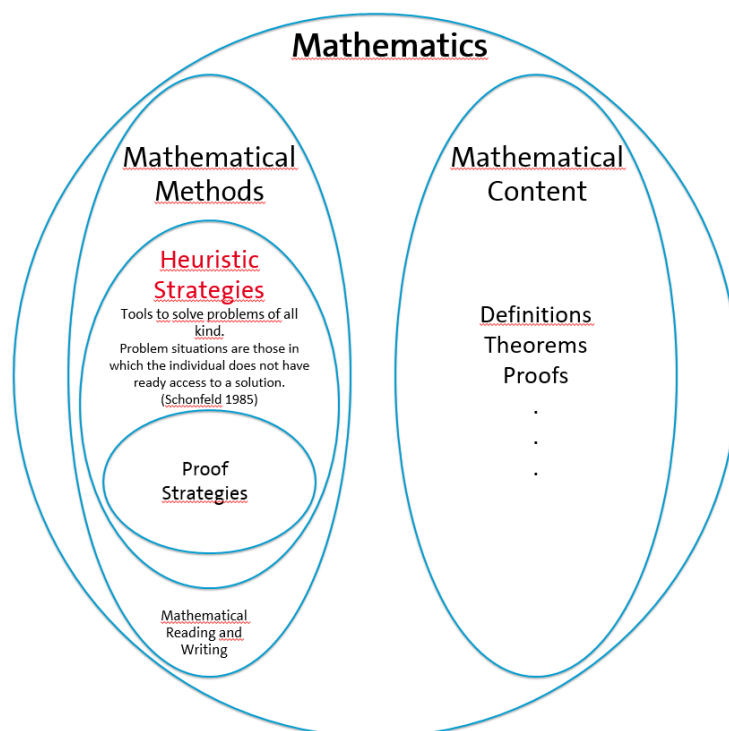 Mathematics
Mathematical
Methods
Heuristic
Strategies
Tools to solve problems of all
kind.
Problem situations are those in
which the individual does not have
ready access to a solution.
(Schonfeld 1985)
Proof
Strategies
Mathematical
Reading and
Writing
Mathematical
Content
Definitions
Theorems
Proofs
.
.
.